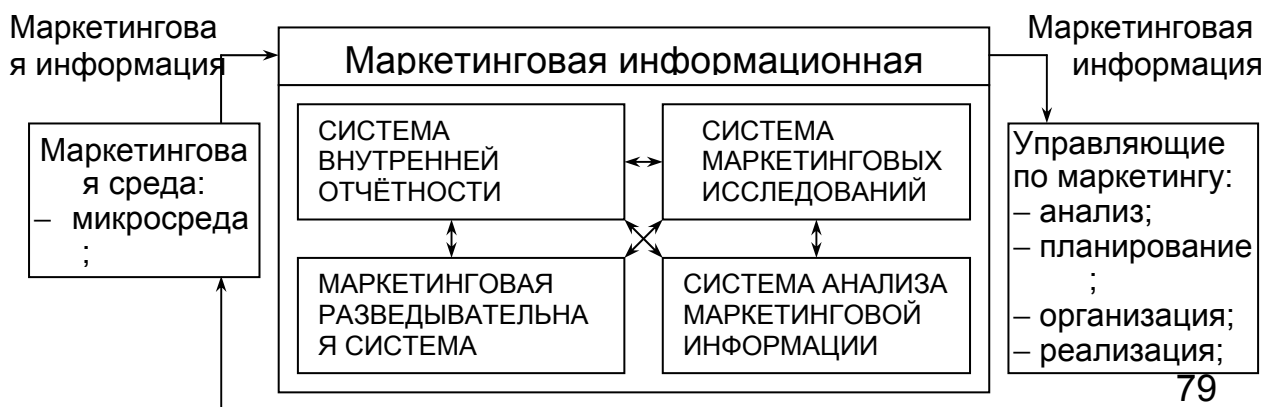 Маркетингова
я информация
Маркетинговая информационная
Маркетинговая
информация
Маркетингова
я среда:
– микросреда
;
СИСТЕМА
ВНУТРЕННЕЙ
ОТЧЁТНОСТИ
СИСТЕМА
МАРКЕТИНГОВЫХ
ИССЛЕДОВАНИЙ
МАРКЕТИНГОВАЯ
РАЗВЕДЫВАТЕЛЬНА
Я СИСТЕМА
СИСТЕМА АНАЛИЗА
МАРКЕТИНГОВОЙ
ИНФОРМАЦИИ
Управляющие
по маркетингу:
– анализ;
– планирование
;
– организация;
– реализация;
79